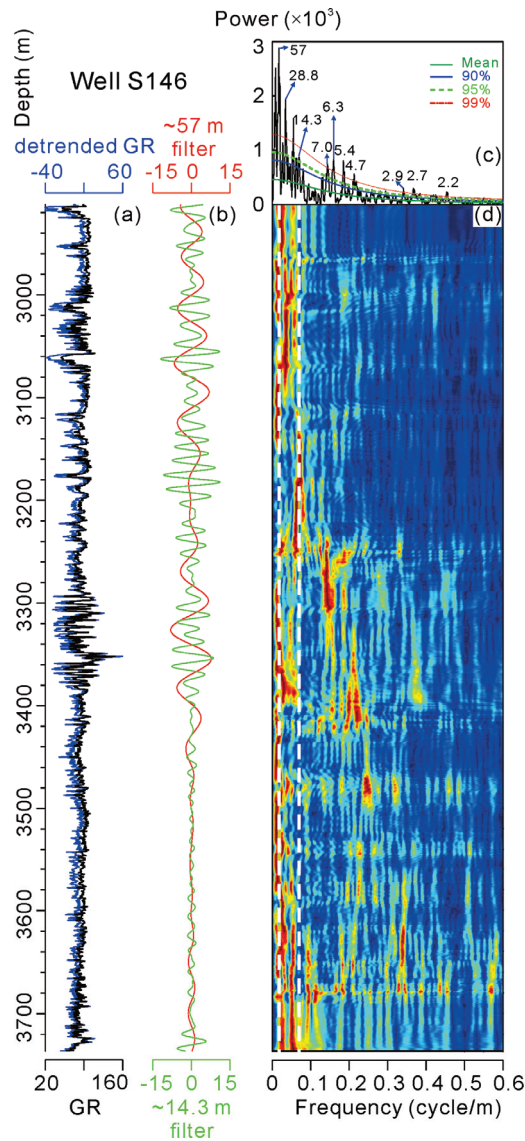 Power (×10³)
Well S146
Depth (m)
detrended GR
-40 60
~57 m
filter
-15 0 15
3
2
1
0
57
28.8
14.3
7.0
6.3
5.4
4.7
2.9
2.7
2.2
Mean
90%
95%
99%
(a)
(b)
(c)
(d)
3000
3100
3200
3300
3400
3500
3600
3700
20 160
GR
-15 0 15
~14.3 m
filter
0 0.1 0.2 0.3 0.4 0.5 0.6
Frequency (cycle/m)